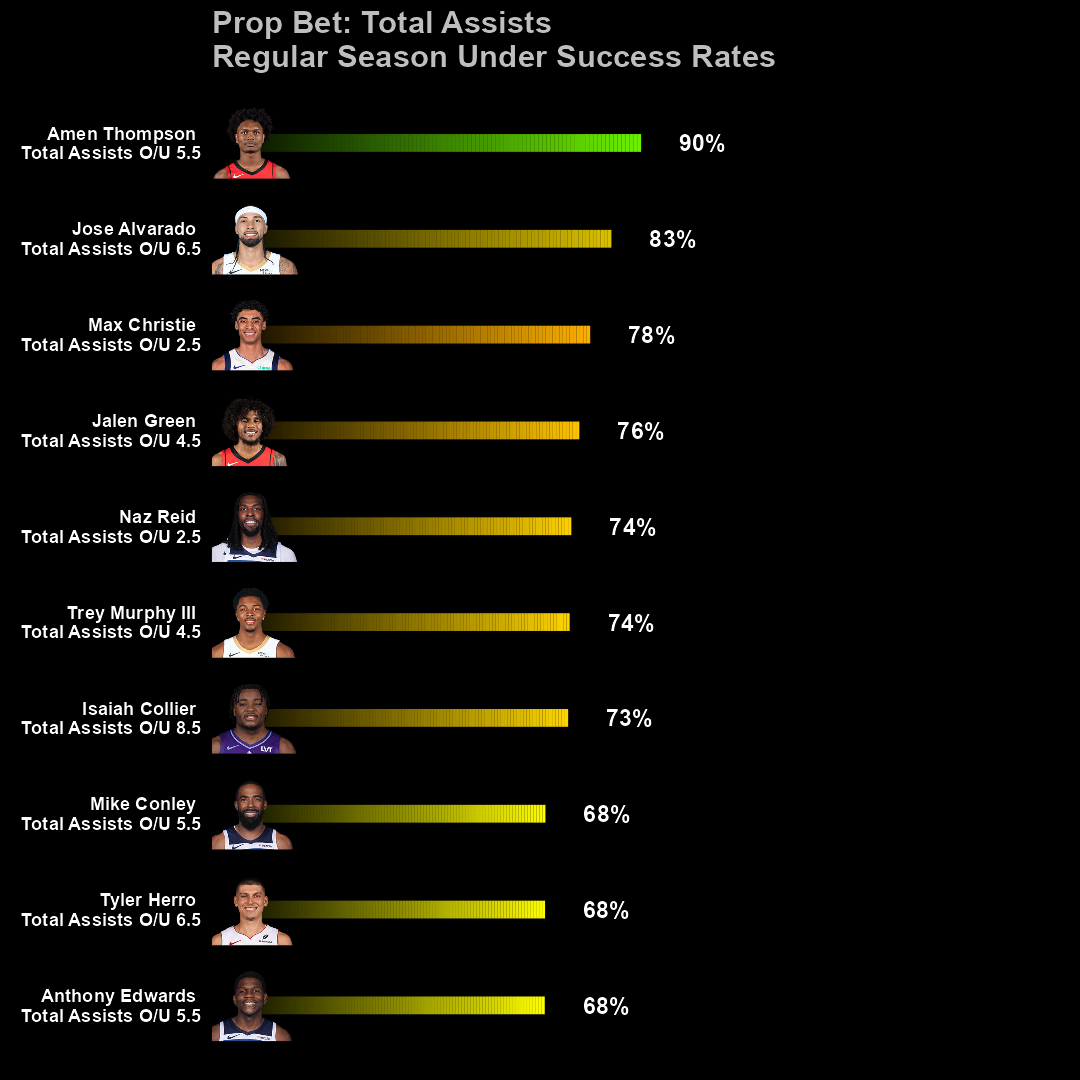 Prop Bet: Total Assists
Regular Season Under Success Rates
Amen Thompson
Total Assists O/U 5.5
90%
Jose Alvarado
Total Assists O/U 6.5
83%
Max Christie
Total Assists O/U 2.5
78%
Jalen Green
Total Assists O/U 4.5
76%
Naz Reid
Total Assists O/U 2.5
74%
Trey Murphy III
Total Assists O/U 4.5
74%
Isaiah Collier
Total Assists O/U 8.5
73%
LVT
Mike Conley
Total Assists O/U 5.5
68%
Tyler Herro
Total Assists O/U 6.5
68%
Anthony Edwards
Total Assists O/U 5.5
68%